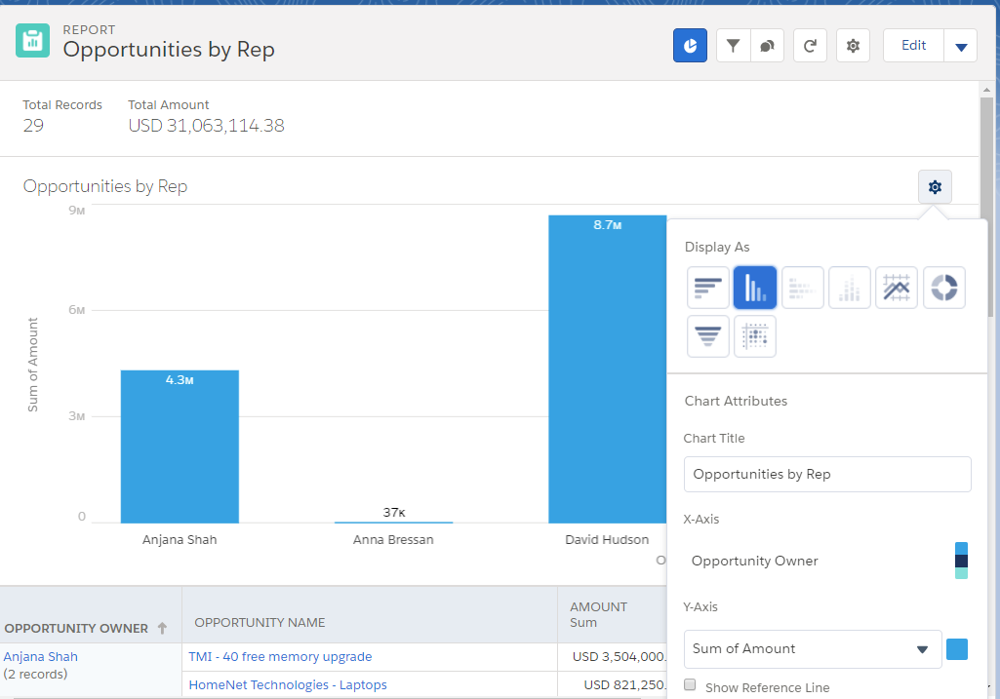 REPORT
Opportunities by Rep
Edit
Total Records
Total Amount
29
USD 31,063,114.38
Opportunities by Rep
9M
6M
3M
0
Sum of Amount
4.3M
37K
8.7M
Anjana Shah
Anna Bressan
David Hudson
O
Display As
Chart Attributes
Chart Title
Opportunities by Rep
X-Axis
Opportunity Owner
Y-Axis
Sum of Amount
Show Reference Line
OPPORTUNITY OWNER
OPPORTUNITY NAME
AMOUNT
Sum
Anjana Shah
(2 records)
TMI - 40 free memory upgrade
USD 3,504,000.
HomeNet Technologies - Laptops
USD 821,250.